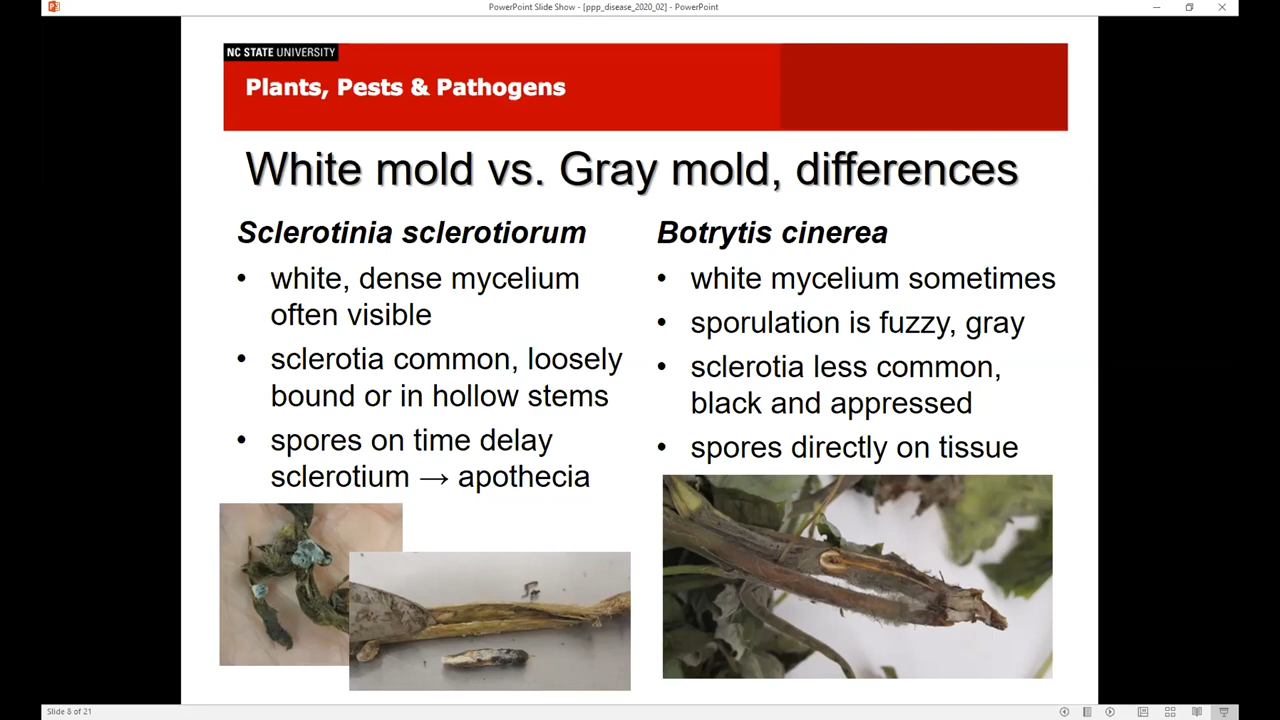 PowerPoint Slide Show - [ppp_disease_2020_02] - PowerPoint
NC STATE UNIVERSITY
Plants, Pests & Pathogens
White mold vs. Gray mold, differences
Sclerotinia sclerotiorum
• white, dense mycelium
often visible
• sclerotia common, loosely
bound or in hollow stems
• spores on time delay
sclerotium → apothecia
Botrytis cinerea
• white mycelium sometimes
• sporulation is fuzzy, gray
• sclerotia less common,
black and appressed
• spores directly on tissue
Slide 8 of 21